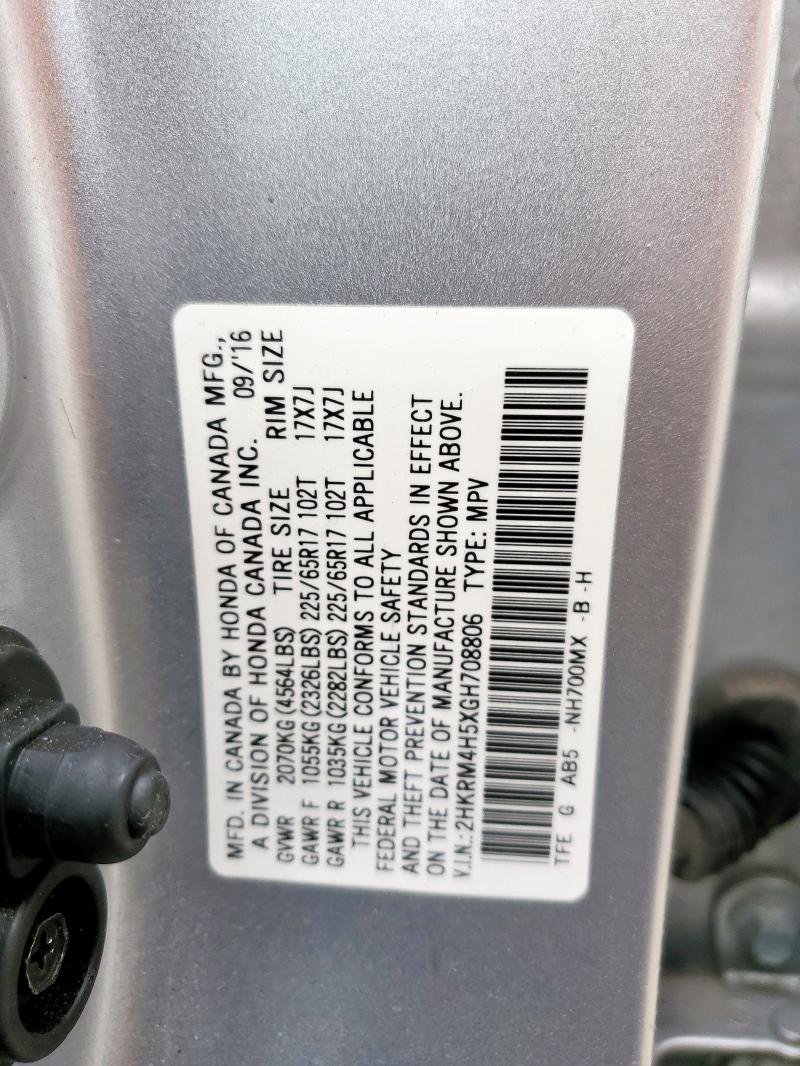 MFD. IN CANADA BY HONDA OF CANADA MFG.,
A DIVISION OF HONDA CANADA INC. 09/'16
GVWR 2070KG (4564LBS) TIRE SIZE RIM SIZE
GAWR F 1055KG (2326LBS) 225/65R17 102T 17X7J
GAWR R 1035KG (2282LBS) 225/65R17 102T 17X7J
THIS VEHICLE CONFORMS TO ALL APPLICABLE
FEDERAL MOTOR VEHICLE SAFETY
AND THEFT PREVENTION STANDARDS IN EFFECT
ON THE DATE OF MANUFACTURE SHOWN ABOVE.
V.I.N.: 2HKRM4H5XGH708806 TYPE: MPV
TFE G AB5 -NH700MX -B -H